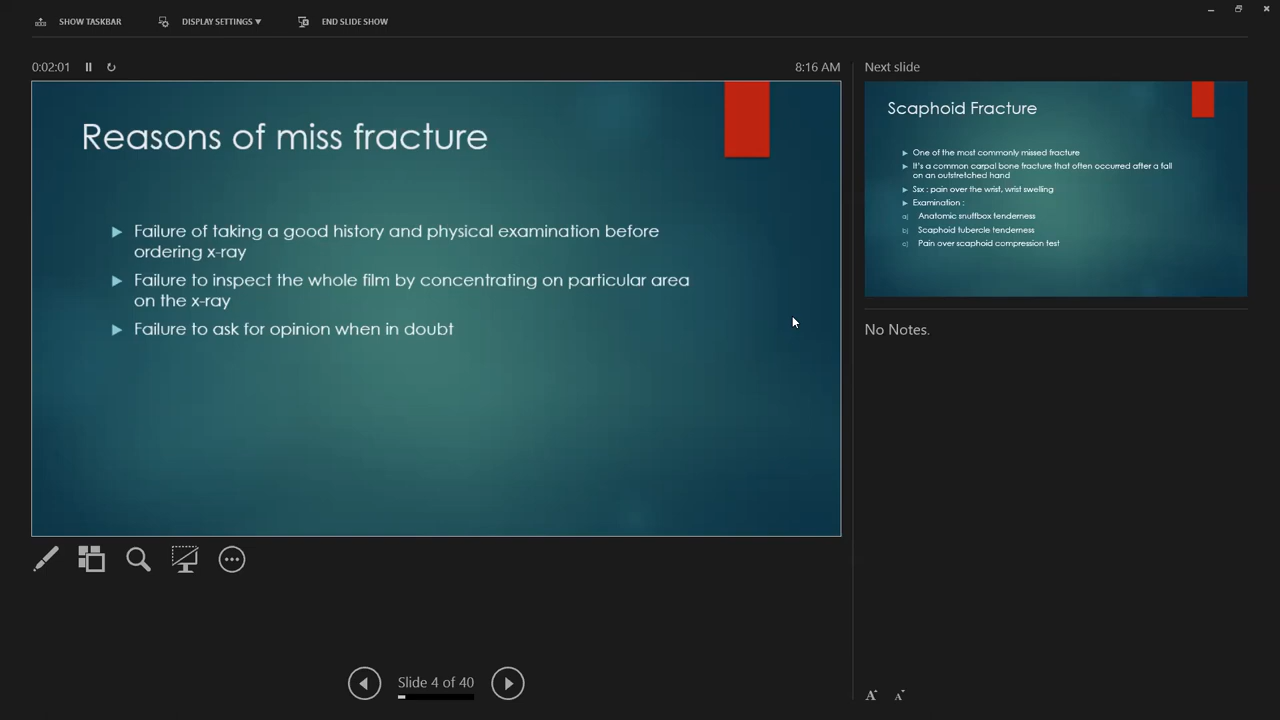 SHOW TASKBAR
DISPLAY SETTINGS ▼
END SLIDE SHOW
0:02:01
8:16 AM
Reasons of miss fracture
Failure of taking a good history and physical examination before
ordering x-ray
Failure to inspect the whole film by concentrating on particular area
on the x-ray
Failure to ask for opinion when in doubt
Slide 4 of 40
Next slide
Scaphoid Fracture
One of the most commonly missed fracture
It's a common carpal bone fracture that often occurred after a fall
on an outstretched hand
Ssx : pain over the wrist, wrist swelling
Examination :
a) Anatomic snuffbox tenderness
b) Scaphoid tubercle tenderness
c) Pain over scaphoid compression test
No Notes.
A A